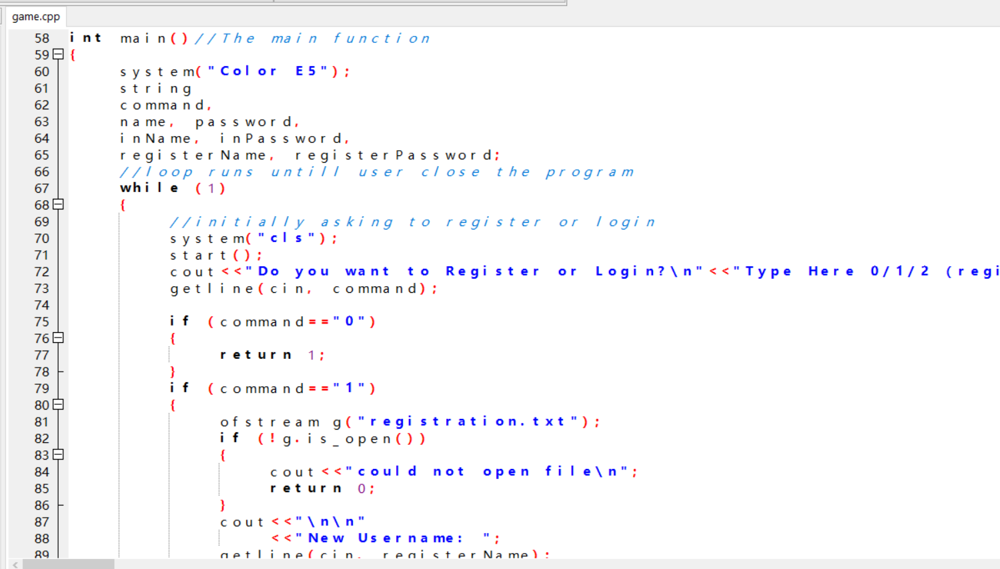 game.cpp
58 int main()//The main function
59 {
60 system("Color E5");
61 string
62 command,
63 name, password,
64 inName, inPassword,
65 registerName, registerPassword;
66 //loop runs untill user close the program
67 while (1)
68 {
69 //initially asking to register or login
70 system("cls");
71 start();
72 cout<<"Do you want to Register or Login?\n"<<"Type Here 0/1/2 (regi
73 getline(cin, command);
74
75 if (command=="0")
76 {
77 return 1;
78 }
79 if (command=="1")
80 {
81 ofstream g("registration.txt");
82 if (!g.is_open())
83 {
84 cout<<"could not open file\n";
85 return 0;
86 }
87 cout<<"\n\n"
88 <<"New Username: ";
89 getline(cin, registerName);